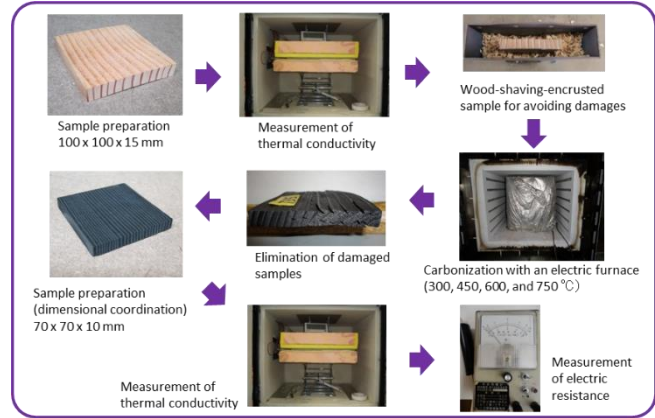 Sample preparation
100 x 100 x 15 mm
Measurement of
thermal conductivity
Wood-shaving-encrusted
sample for avoiding damages
Carbonization with an electric furnace
(300, 450, 600, and 750 ℃)
Elimination of damaged
samples
Sample preparation
(dimensional coordination)
70 x 70 x 10 mm
Measurement of
thermal conductivity
Measurement
of electric
resistance